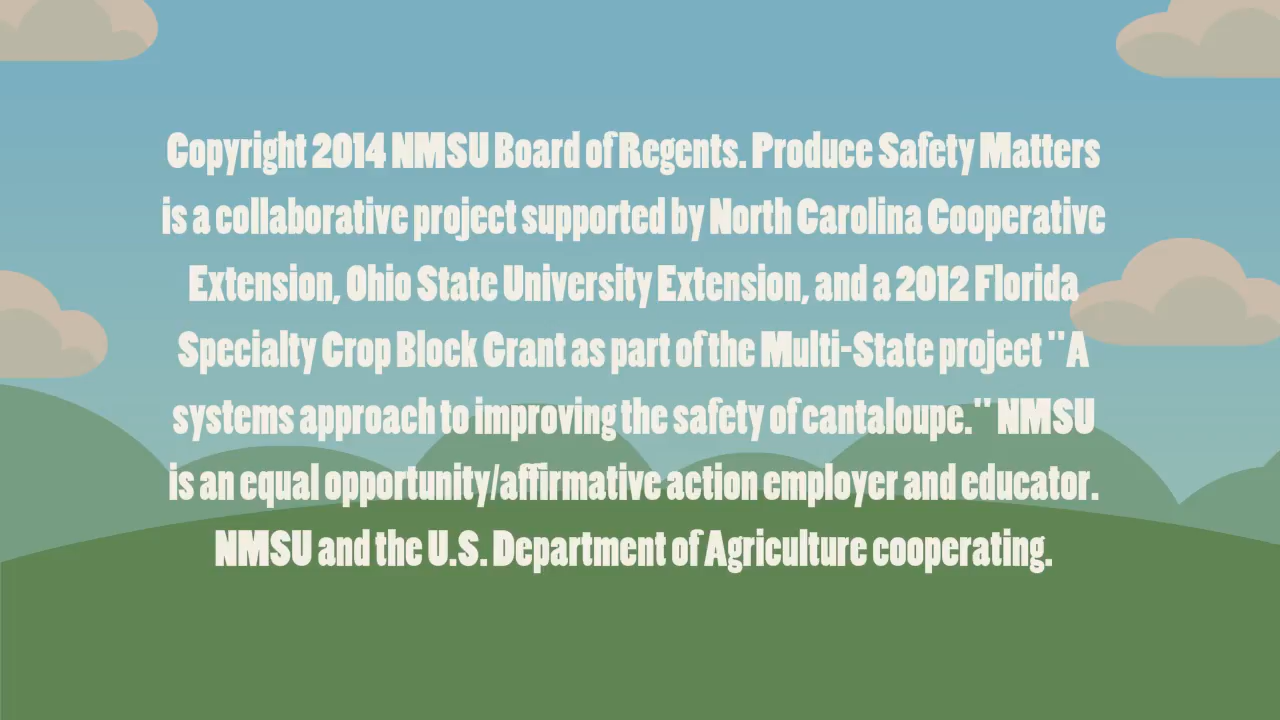 Copyright 2014 NMSU Board of Regents. Produce Safety Matters
is a collaborative project supported by North Carolina Cooperative
Extension, Ohio State University Extension, and a 2012 Florida
Specialty Crop Block Grant as part of the Multi-State project "A
systems approach to improving the safety of cantaloupe." NMSU
is an equal opportunity/affirmative action employer and educator.
NMSU and the U.S. Department of Agriculture cooperating.